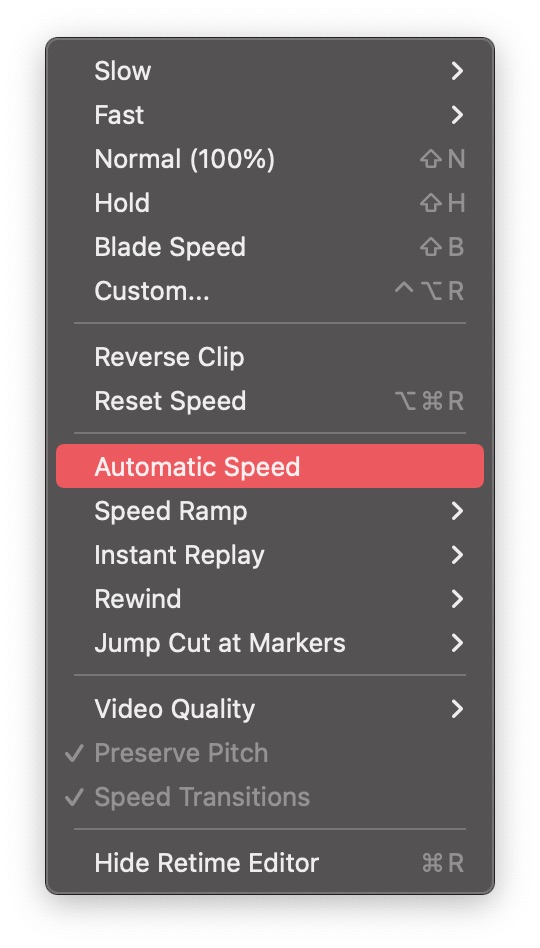 Slow
Fast
Normal (100%) ⇧N
Hold ⇧H
Blade Speed ⇧B
Custom... ^⌥R
Reverse Clip
Reset Speed ⌥⌘R
Automatic Speed
Speed Ramp
Instant Replay
Rewind
Jump Cut at Markers
Video Quality
✓ Preserve Pitch
✓ Speed Transitions
Hide Retime Editor ⌘R